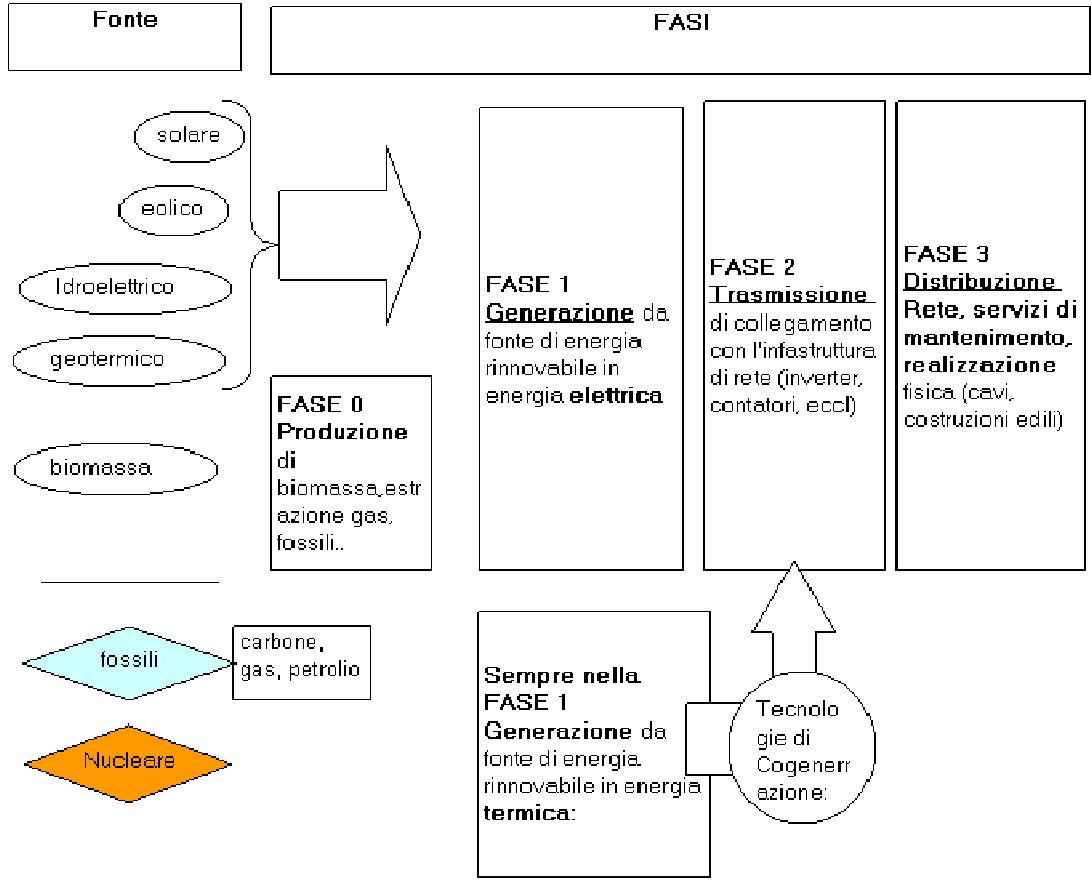 Fonte
FASI
solare
eolico
Idroelettrico
geotermico
biomassa
FASE 0
Produzione
di
biomassa,estr
azione gas,
fossili..
FASE 1
Generazione da
fonte di energia
rinnovabile in
energia elettrica
FASE 2
Trasmissione
di collegamento
con l'infastruttura
di rete (inverter,
contatori, eccl)
FASE 3
Distribuzione
Rete, servizi di
mantenimento,
realizzazione
fisica (cavi,
costruzioni edili)
fossili
carbone,
gas, petrolio
Nucleare
Sempre nella
FASE 1
Generazione da
fonte di energia
rinnovabile in energia
termica:
Tecnolo
gie di
Cogenerr
azione: